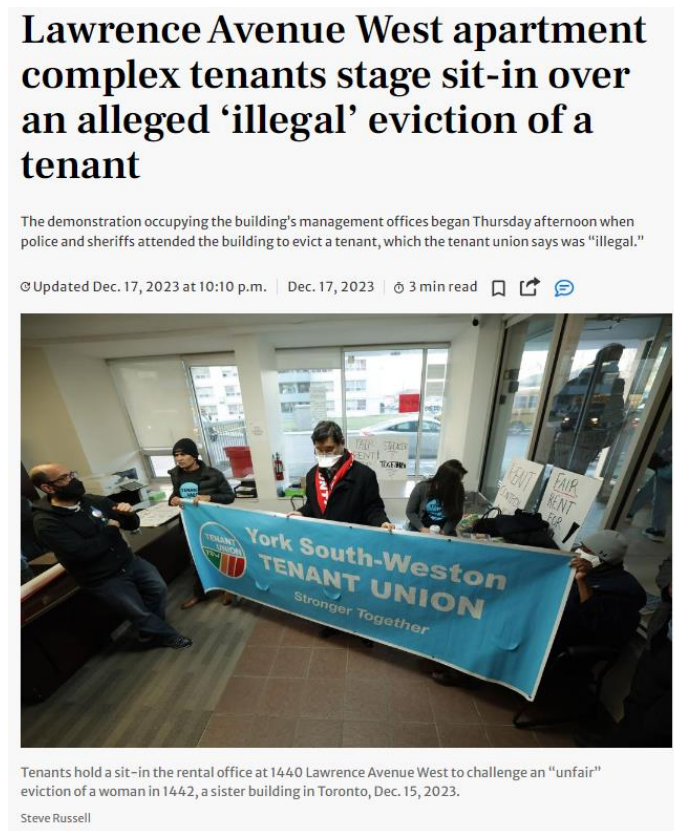 Lawrence Avenue West apartment
complex tenants stage sit-in over
an alleged ‘illegal’ eviction of a
tenant
The demonstration occupying the building’s management offices began Thursday afternoon when
police and sheriffs attended the building to evict a tenant, which the tenant union says was “illegal.”
Updated Dec. 17, 2023 at 10:10 p.m. Dec. 17, 2023 3 min read
FAIR
RENT
STRONGER
TOGETHER
RENT
FAIR
RENT
FOR
TENANT
UNION
York South-Weston
TENANT UNION
Stronger Together
Tenants hold a sit-in the rental office at 1440 Lawrence Avenue West to challenge an “unfair”
eviction of a woman in 1442, a sister building in Toronto, Dec. 15, 2023.
Steve Russell